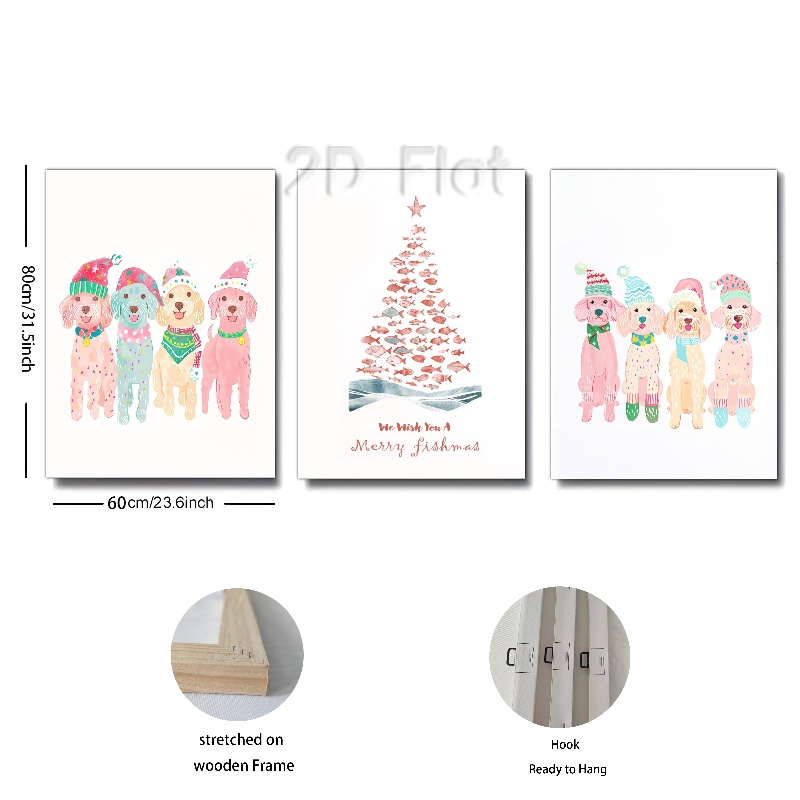 2D Flat
80cm/31.5inch
We Wish You A
Merry fishmas
60cm/23.6inch
stretched on
wooden Frame
Hook
Ready to Hang